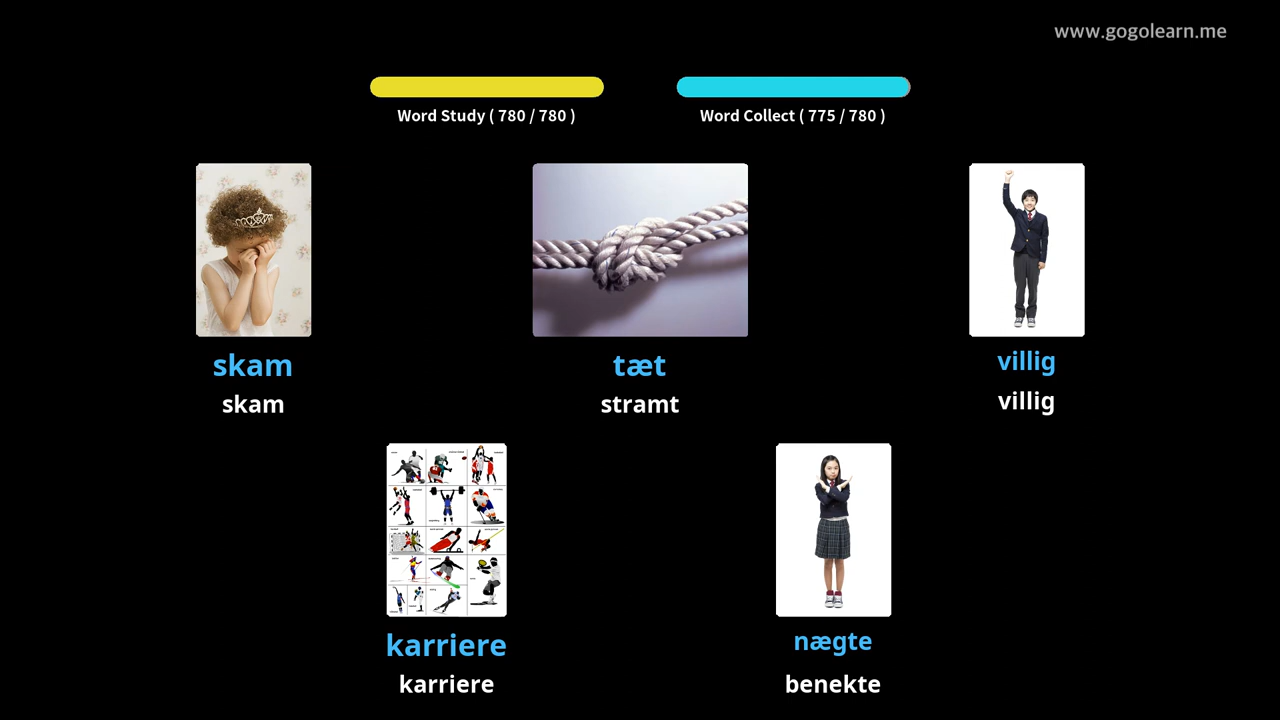 www.gogolearn.me
Word Study ( 780 / 780 )
Word Collect ( 775 / 780 )
skam
skam
tæt
stramt
villig
villig
karriere
karriere
nægte
benekte